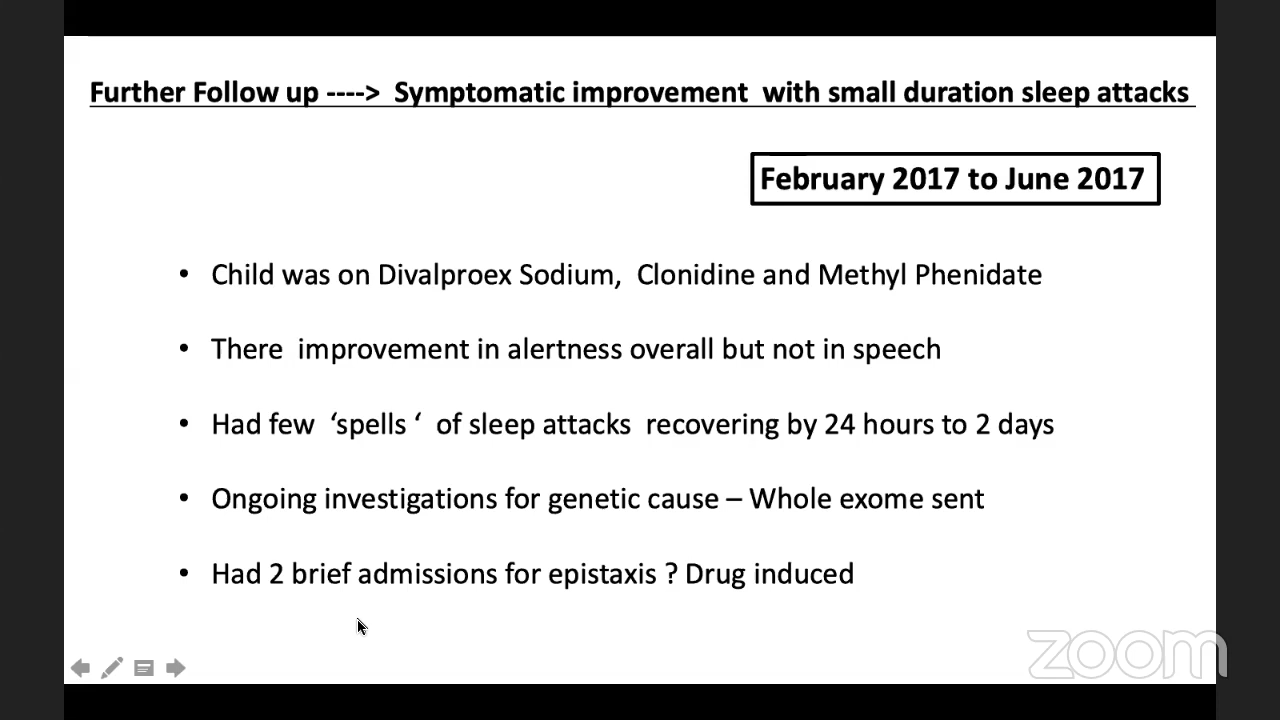 Further Follow up ----> Symptomatic improvement with small duration sleep attacks
February 2017 to June 2017
• Child was on Divalproex Sodium, Clonidine and Methyl Phenidate
• There improvement in alertness overall but not in speech
• Had few ‘spells ‘ of sleep attacks recovering by 24 hours to 2 days
• Ongoing investigations for genetic cause – Whole exome sent
• Had 2 brief admissions for epistaxis ? Drug induced
zoom